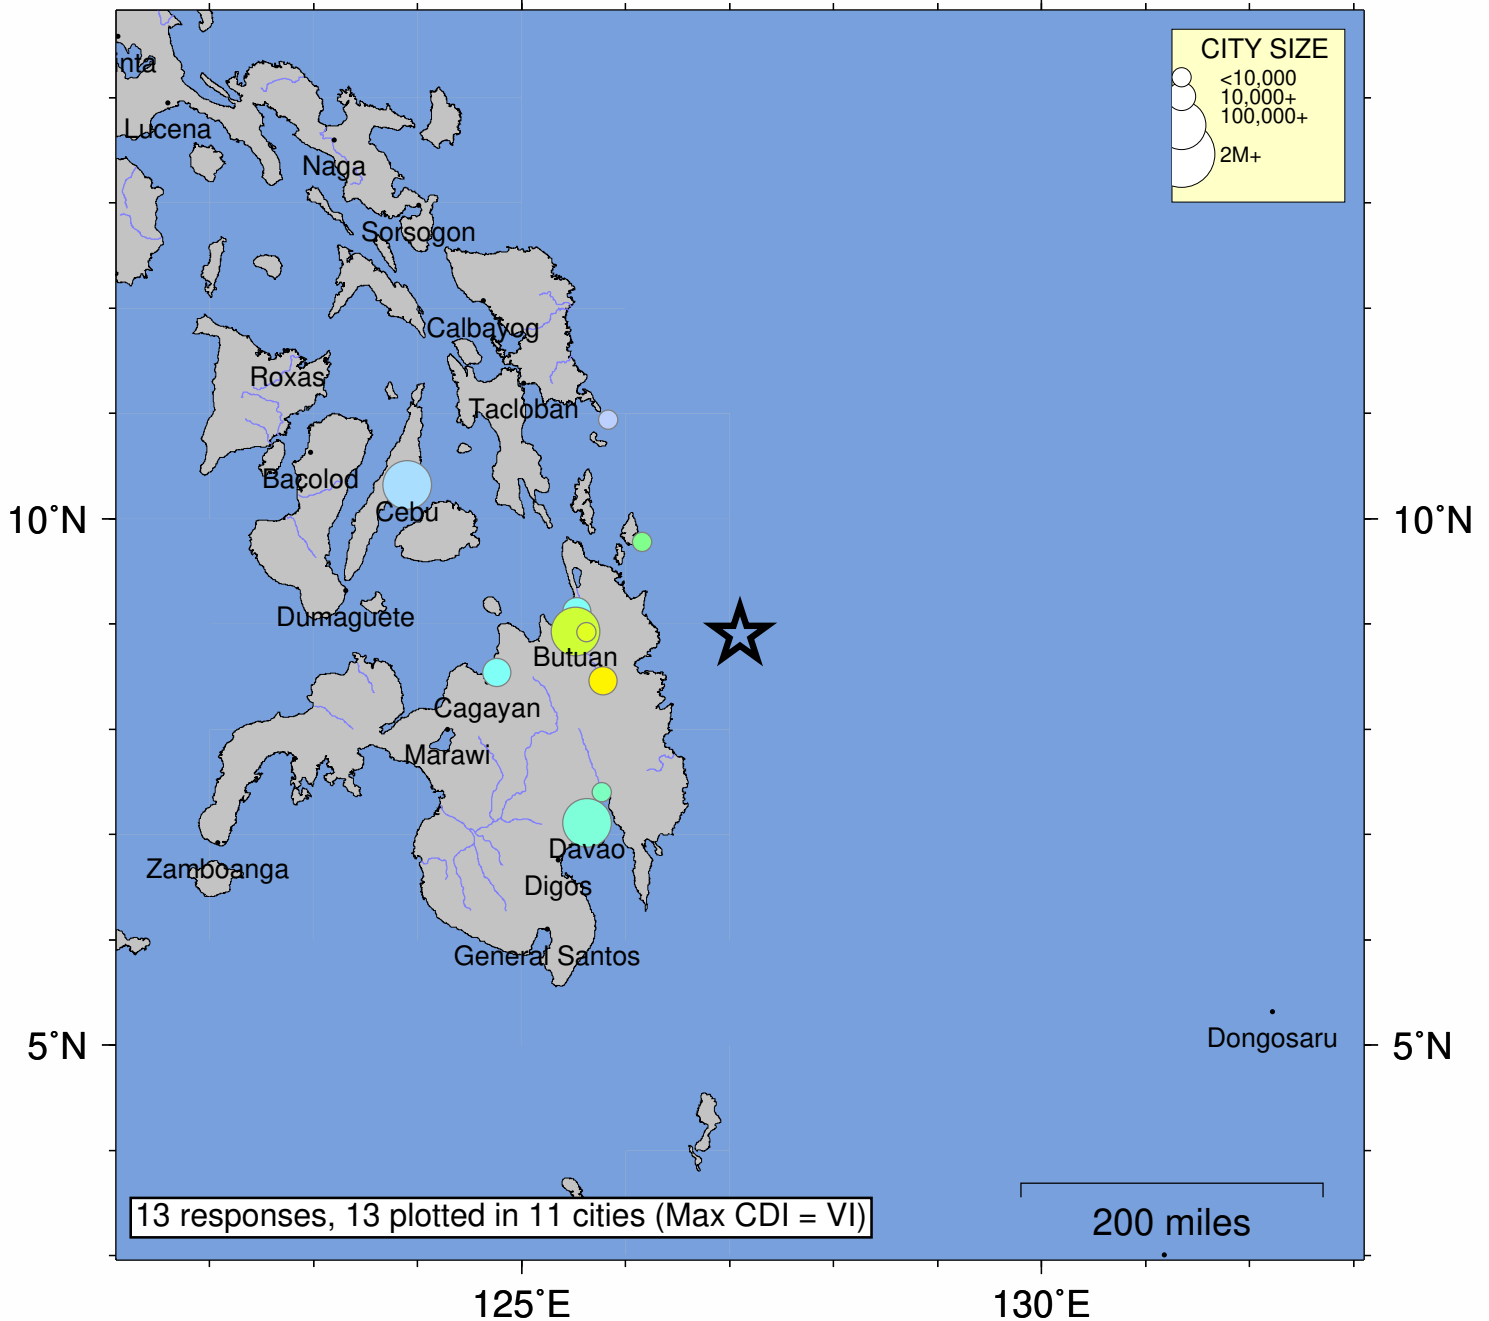 CITY SIZE
<10,000
10,000+
100,000+
2M+
nta
Lucena
Naga
Sorsogon
Calbayog
Roxas
Tacloban
Bacolod
Cebu
10°N
10°N
Dumaguete
Butuan
Cagayan
Marawi
Davao
Zamboanga
Digos
General Santos
5°N
Dongosaru
5°N
13 responses, 13 plotted in 11 cities (Max CDI = VI)
200 miles
125°E
130°E